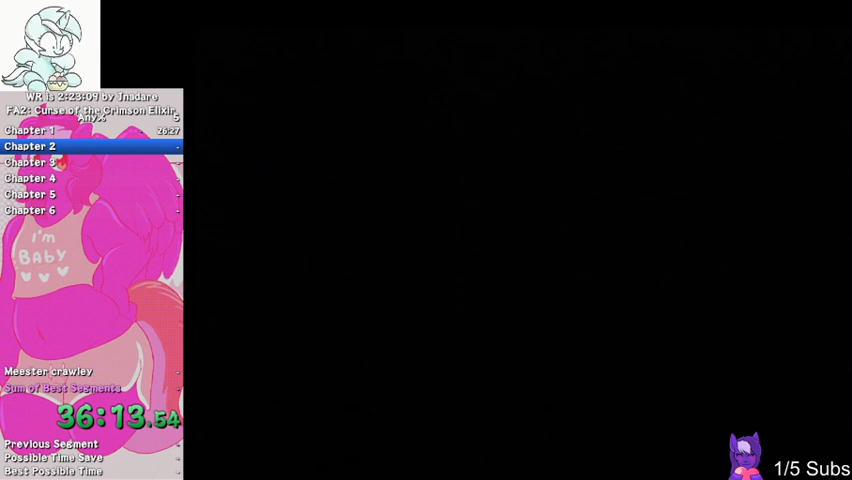 WR is 2:23:09 by Jnadare
FA2: Curse of the Crimson Elixir
Any% 5
Chapter 1 - 26:27
Chapter 2 -
Chapter 3 -
Chapter 4 -
Chapter 5 -
Chapter 6 -
I'm
BABY
Meester crawley -
Sum of Best Segments -
36:13.54
Previous Segment -
Possible Time Save -
Best Possible Time -
1/5 Subs